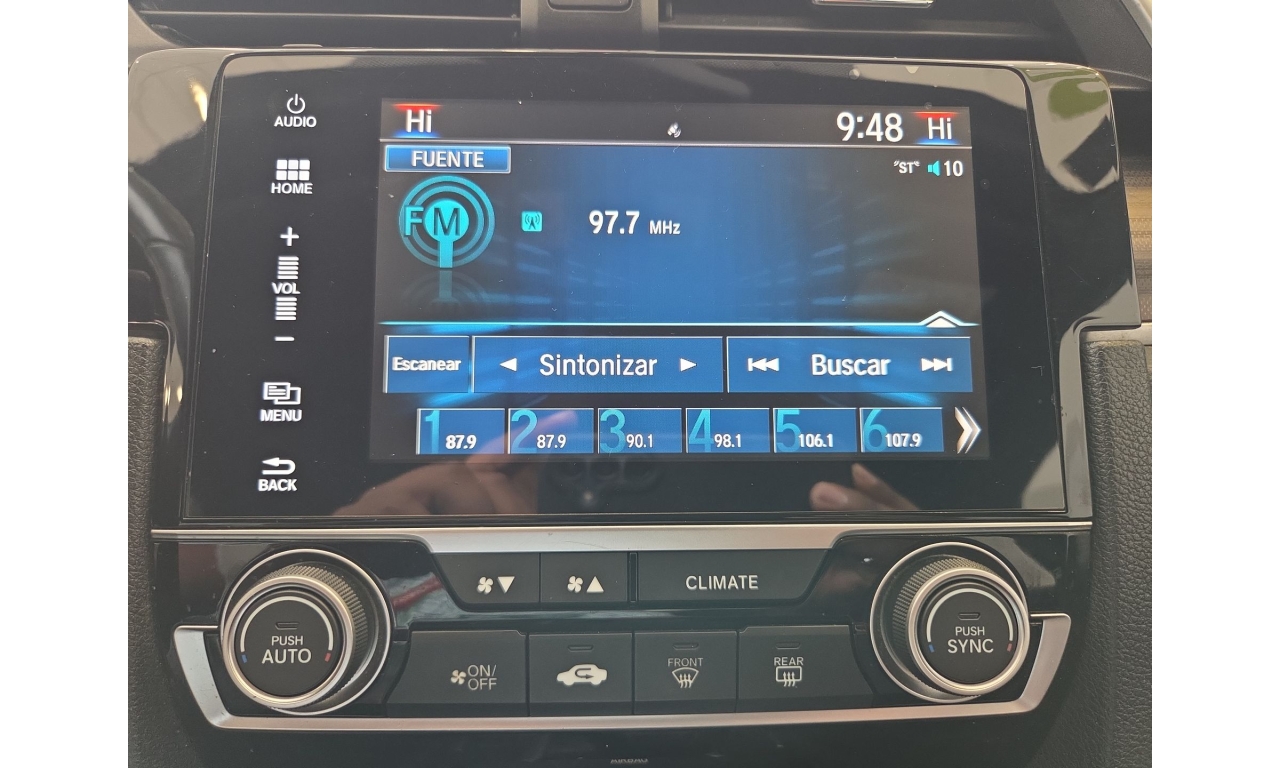 AUDIO
HOME
+
VOL
−
MENU
BACK
Hi
9:48 Hi
FUENTE
"ST" 10
FM
97.7 MHz
Escanear
Sintonizar
Buscar
1 87.9
2 87.9
3 90.1
4 98.1
5 106.1
6 107.9
CLIMATE
PUSH
AUTO
ON/
OFF
FRONT
REAR
PUSH
SYNC